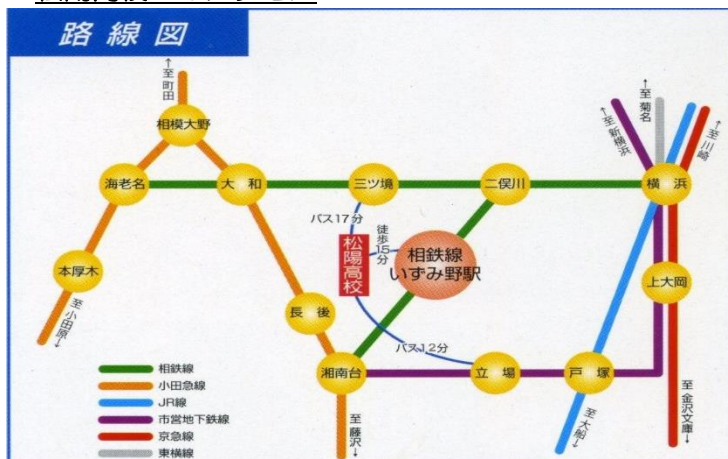 路線図
↑至町田
相模大野
海老名
大和
三ツ境
二俣川
横浜
↑至新横浜
↑至菊名
↑至川崎
バス17分
徒歩15分
松陽高校
相鉄線
いずみ野駅
本厚木
至小田原↓
長後
上大岡
バス12分
湘南台
立場
戸塚
至藤沢↓
至大船↓
至金沢文庫↓
相鉄線
小田急線
JR線
市営地下鉄線
京急線
東横線